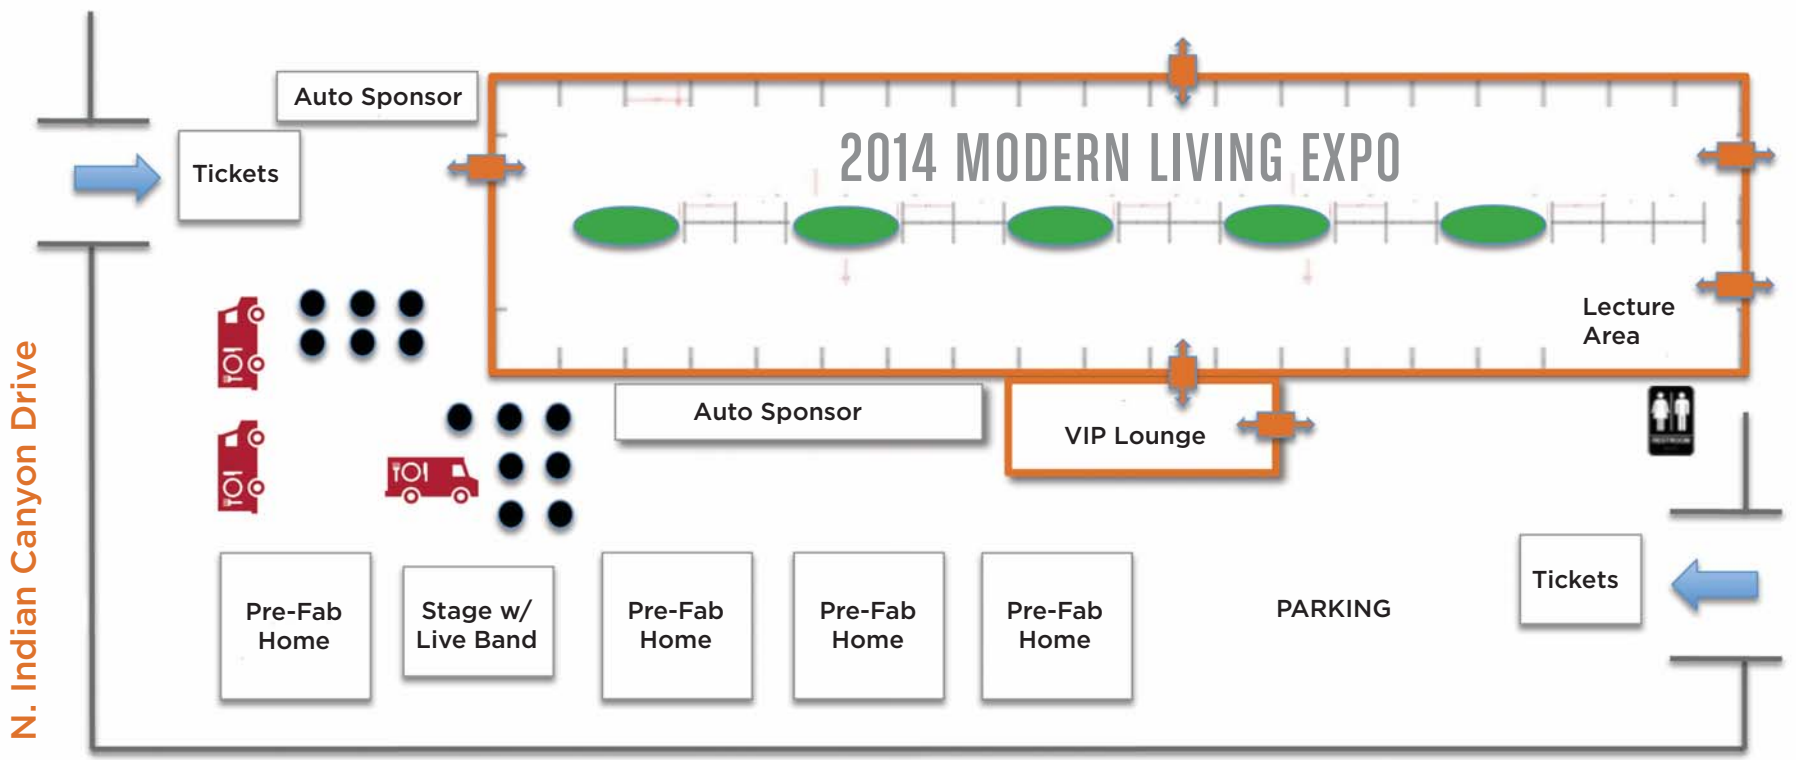 Auto Sponsor
2014 MODERN LIVING EXPO
Tickets
Lecture
Area
N. Indian Canyon Drive
Auto Sponsor
VIP Lounge
RESTROOM
Tickets
Pre-Fab
Home
Stage w/
Live Band
Pre-Fab
Home
Pre-Fab
Home
Pre-Fab
Home
PARKING